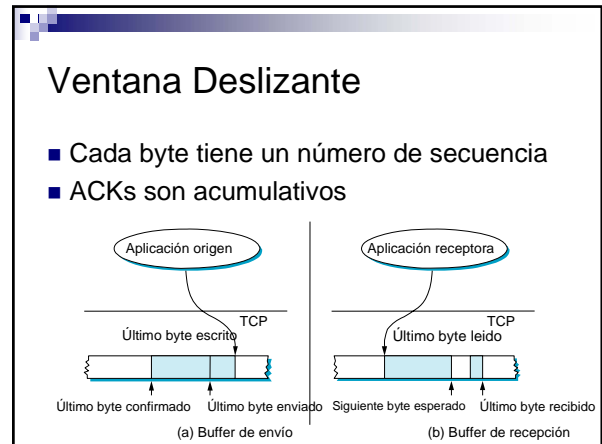 Ventana Deslizante
Cada byte tiene un número de secuencia
ACKs son acumulativos
Aplicación origen
Aplicación receptora
TCP
TCP
Último byte escrito
Último byte leido
Último byte confirmado
Último byte enviado
Siguiente byte esperado
Último byte recibido
(a) Buffer de envío
(b) Buffer de recepción